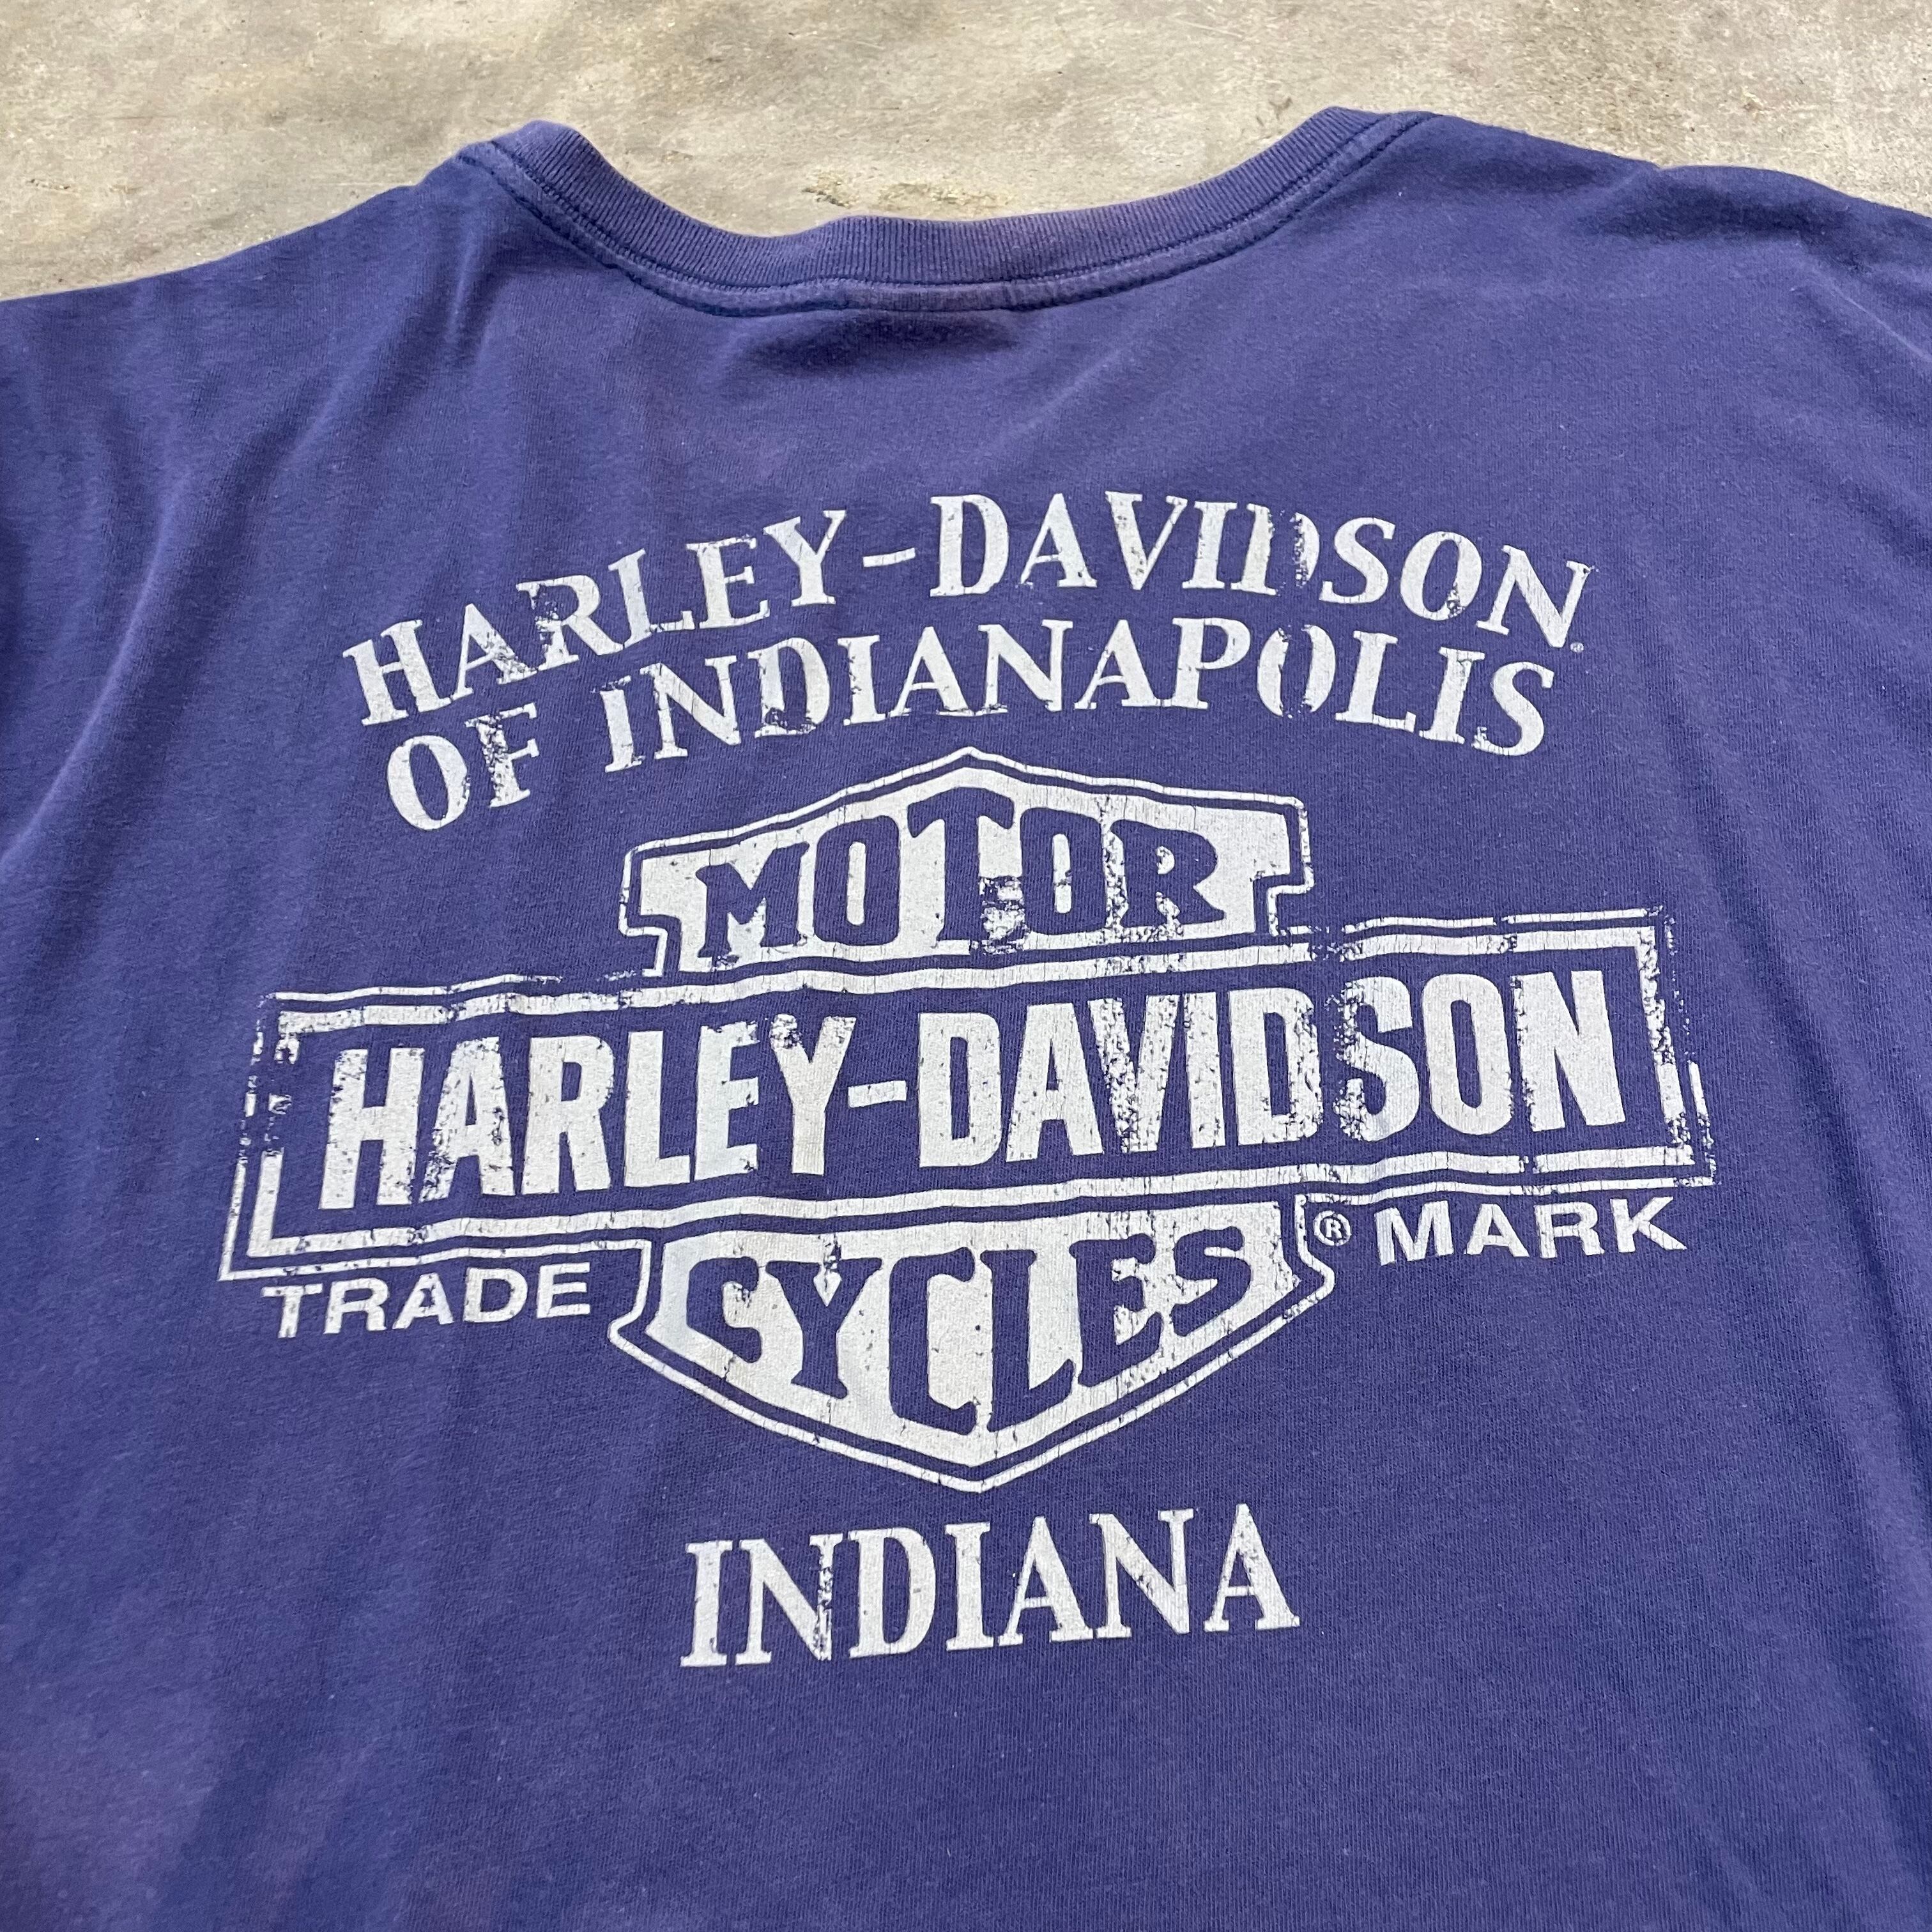 HARLEY-DAVIDSON
OF INDIANAPOLIS
MOTOR
HARLEY-DAVIDSON
TRADE ® MARK
CYCLES
INDIANA